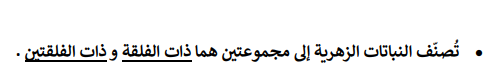 • تُصنّف النباتات الزهرية إلى مجموعتين هما ذات الفلقة و ذات الفلقتين .